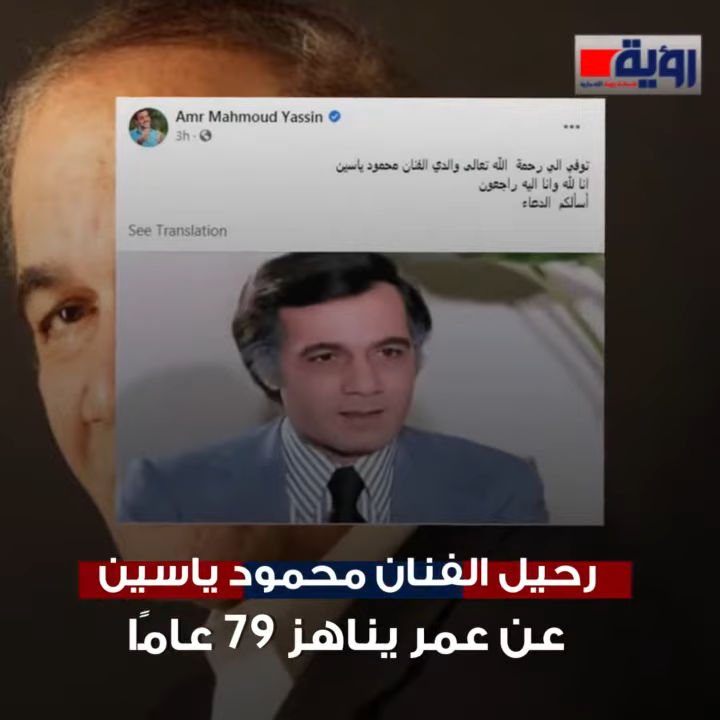 رؤية
Amr Mahmoud Yassin
3h
توفي الي رحمة الله تعالى والدي الفنان محمود ياسين
انا لله وانا اليه راجعون
أسألكم الدعاء
See Translation
رحيل الفنان محمود ياسين
عن عمر يناهز 79 عامًا